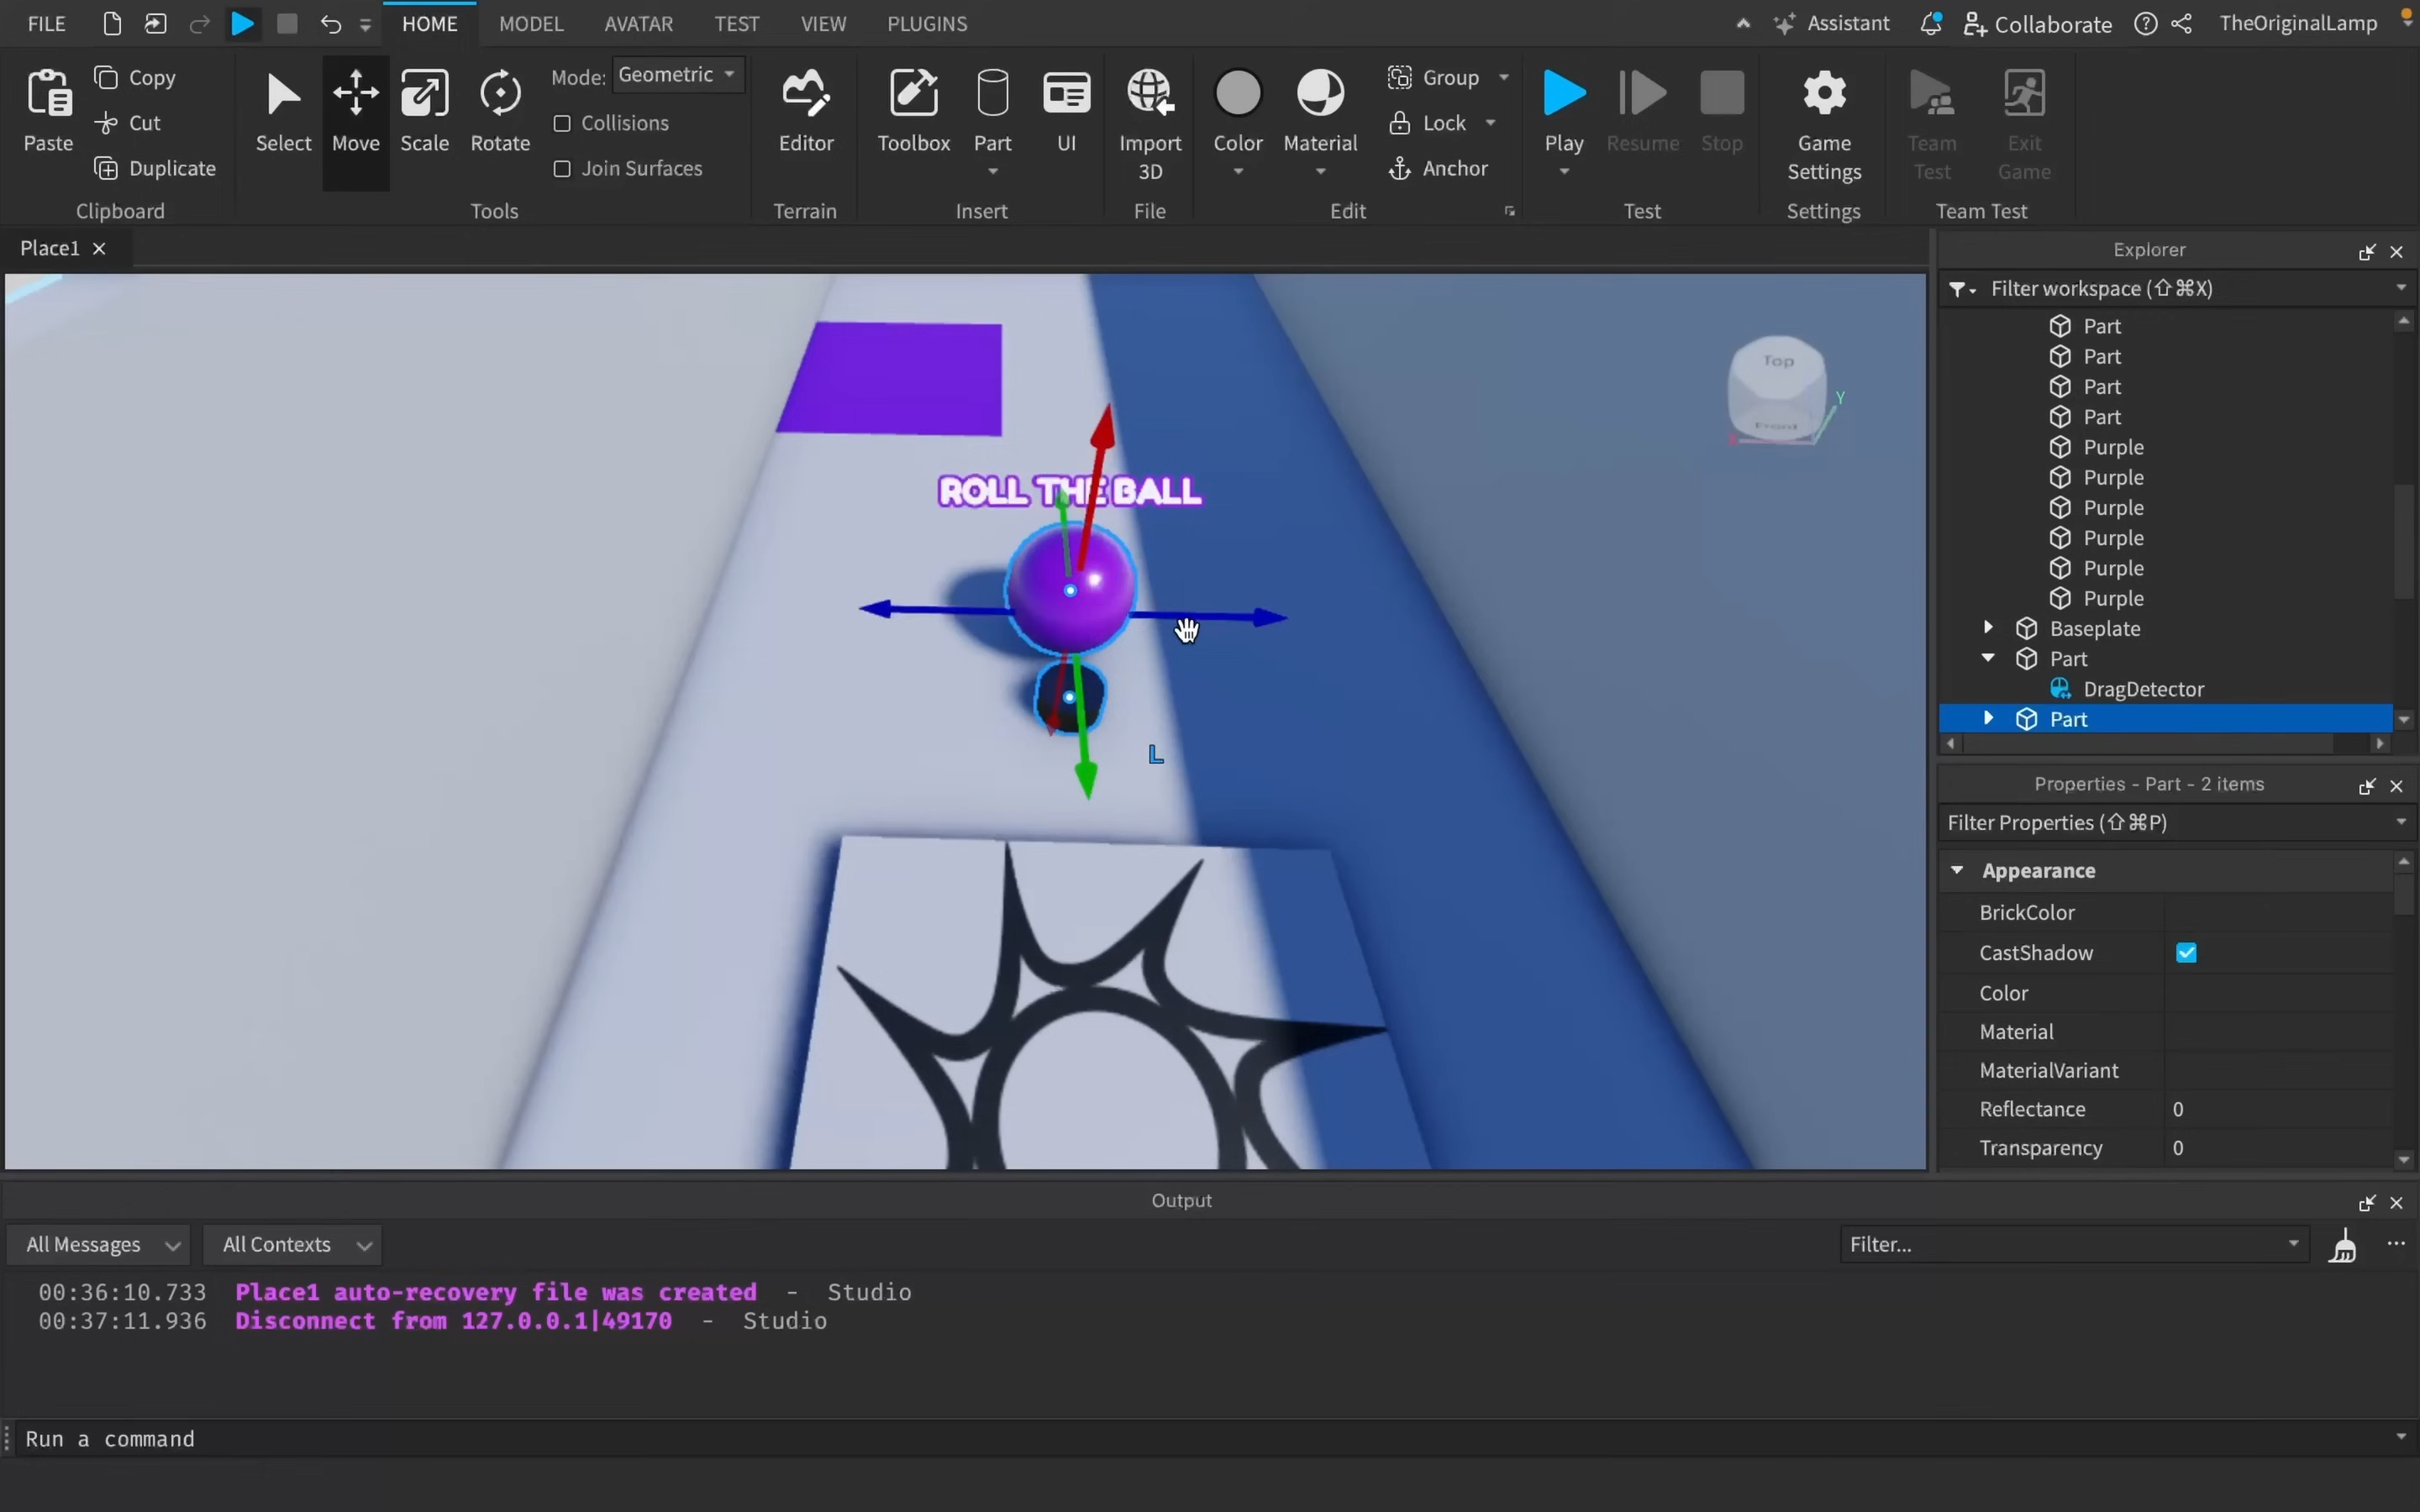 FILE
HOME
MODEL
AVATAR
TEST
VIEW
PLUGINS
Assistant
Collaborate
TheOriginalLamp
Paste
Copy
Cut
Duplicate
Clipboard
Select
Move
Scale
Rotate
Mode: Geometric
Collisions
Join Surfaces
Tools
Editor
Terrain
Toolbox
Part
UI
Insert
Import
3D
File
Color
Material
Group
Lock
Anchor
Edit
Play
Resume
Stop
Test
Game
Settings
Settings
Team
Test
Exit
Game
Team Test
Place1
ROLL THE BALL
L
Top
Front
Y
Explorer
Filter workspace (⇧⌘X)
Part
Part
Part
Part
Purple
Purple
Purple
Purple
Purple
Purple
Baseplate
Part
DragDetector
Part
Properties - Part - 2 items
Filter Properties (⇧⌘P)
Appearance
BrickColor
CastShadow
Color
Material
MaterialVariant
Reflectance 0
Transparency 0
Output
All Messages
All Contexts
Filter...
00:36:10.733 Place1 auto-recovery file was created - Studio
00:37:11.936 Disconnect from 127.0.0.1|49170 - Studio
Run a command